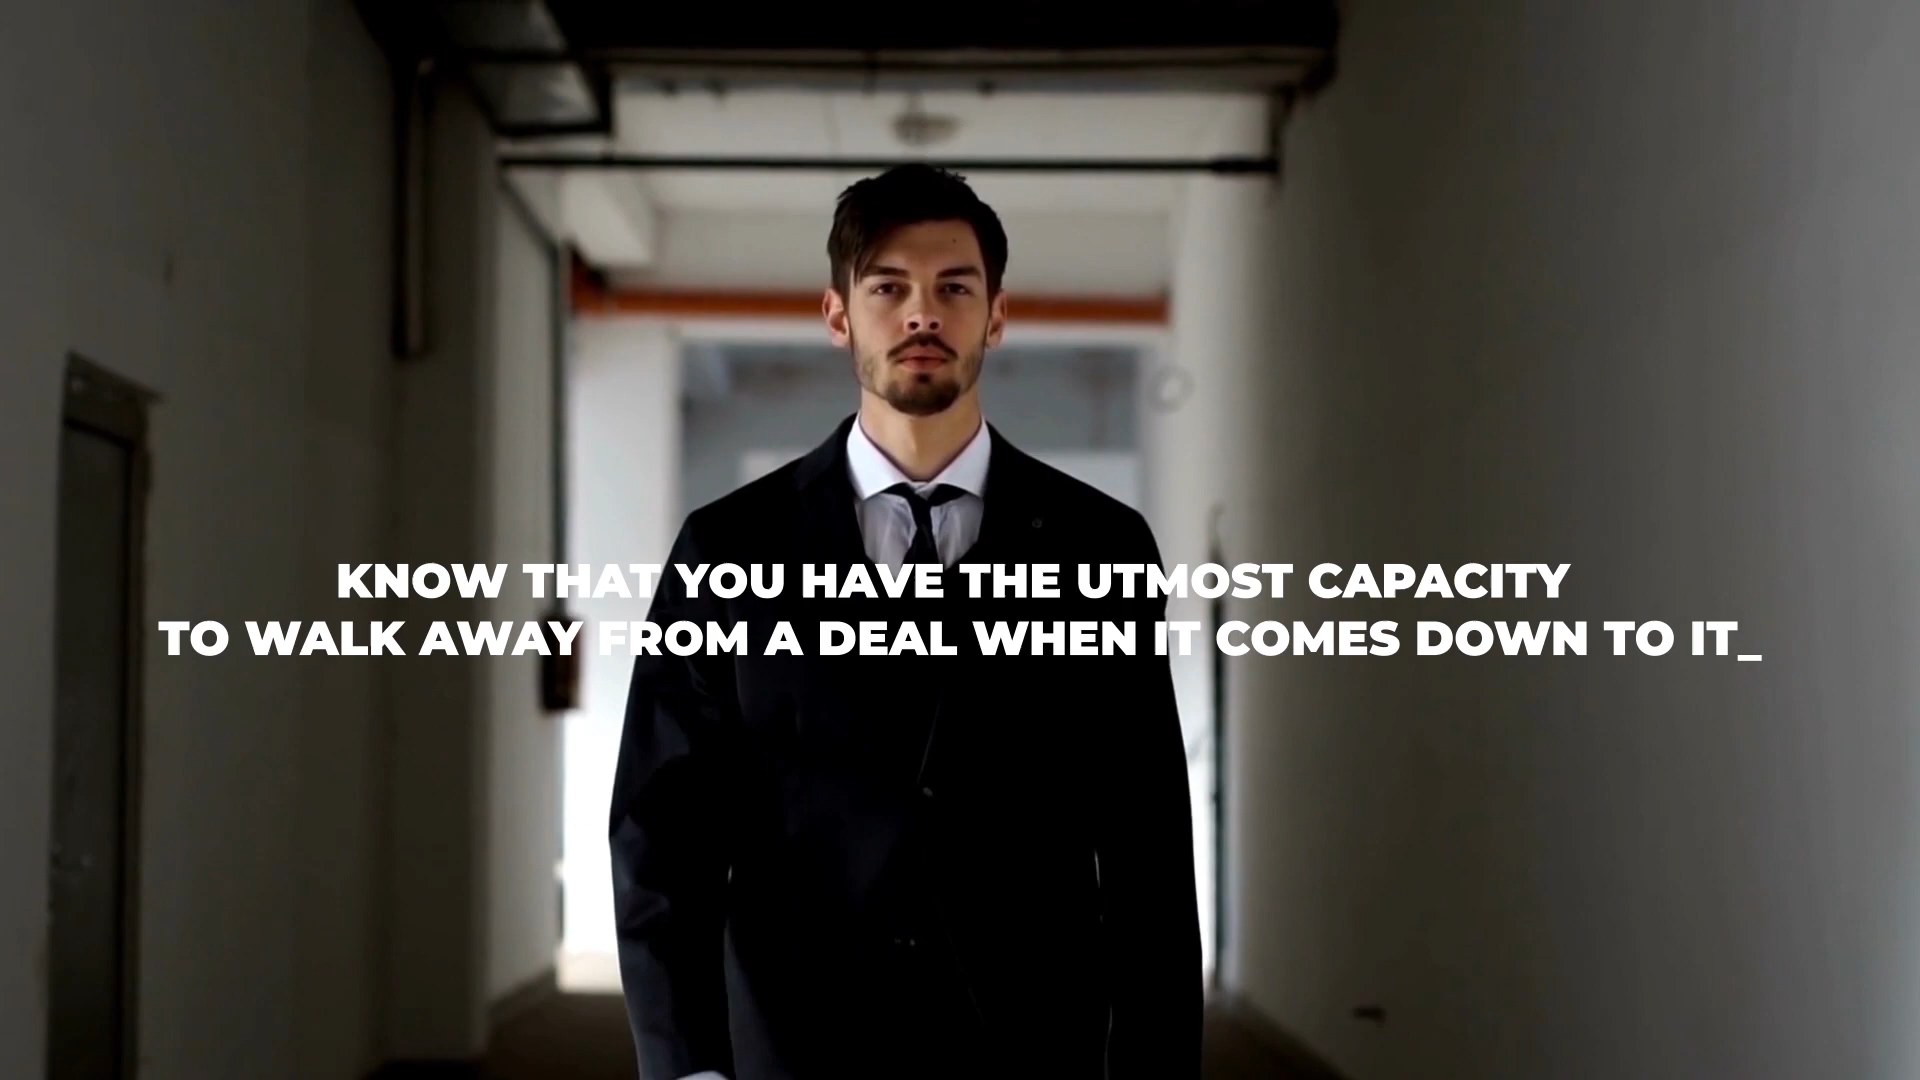 KNOW THAT YOU HAVE THE UTMOST CAPACITY
TO WALK AWAY FROM A DEAL WHEN IT COMES DOWN TO IT_